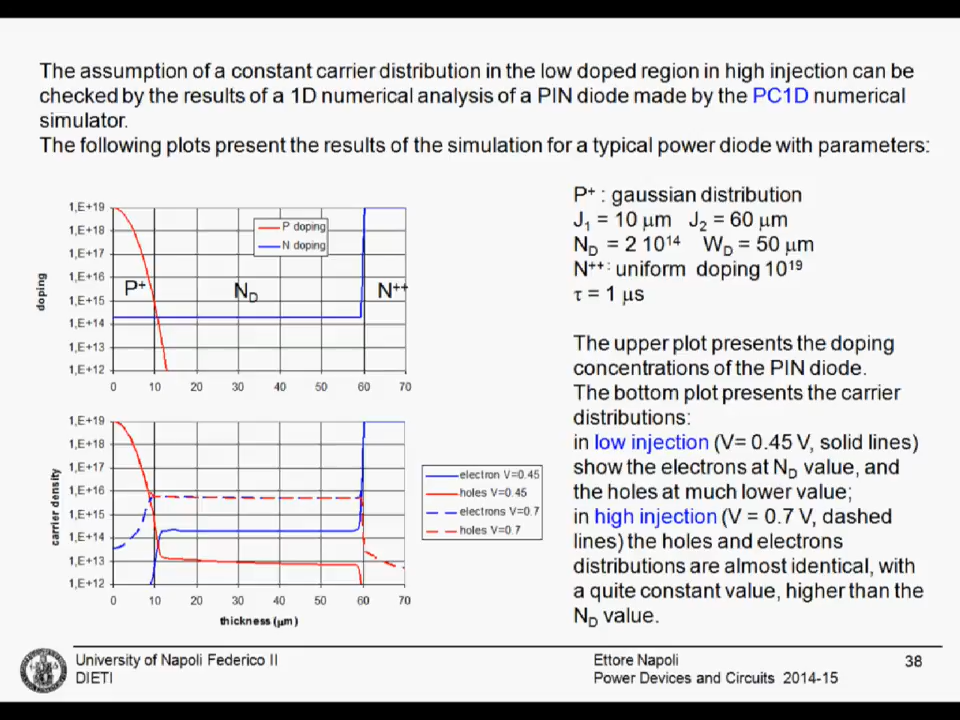 The assumption of a constant carrier distribution in the low doped region in high injection can be
checked by the results of a 1D numerical analysis of a PIN diode made by the PC1D numerical
simulator.
The following plots present the results of the simulation for a typical power diode with parameters:
1,E+19
1,E+18
1,E+17
1,E+16
1,E+15
1,E+14
1,E+13
1,E+12
doping
P doping
N doping
P+
ND
N++
0 10 20 30 40 50 60 70
1,E+19
1,E+18
1,E+17
1,E+16
1,E+15
1,E+14
1,E+13
1,E+12
carrier density
0 10 20 30 40 50 60 70
thickness (μm)
electron V=0.45
holes V=0.45
electrons V=0.7
holes V=0.7
P+ : gaussian distribution
J1 = 10 μm J2 = 60 μm
ND = 2 10^14 WD = 50 μm
N++: uniform doping 10^19
τ = 1 μs
The upper plot presents the doping
concentrations of the PIN diode.
The bottom plot presents the carrier
distributions:
in low injection (V= 0.45 V, solid lines)
show the electrons at ND value, and
the holes at much lower value;
in high injection (V = 0.7 V, dashed
lines) the holes and electrons
distributions are almost identical, with
a quite constant value, higher than the
ND value.
University of Napoli Federico II
DIETI
Ettore Napoli
Power Devices and Circuits 2014-15
38